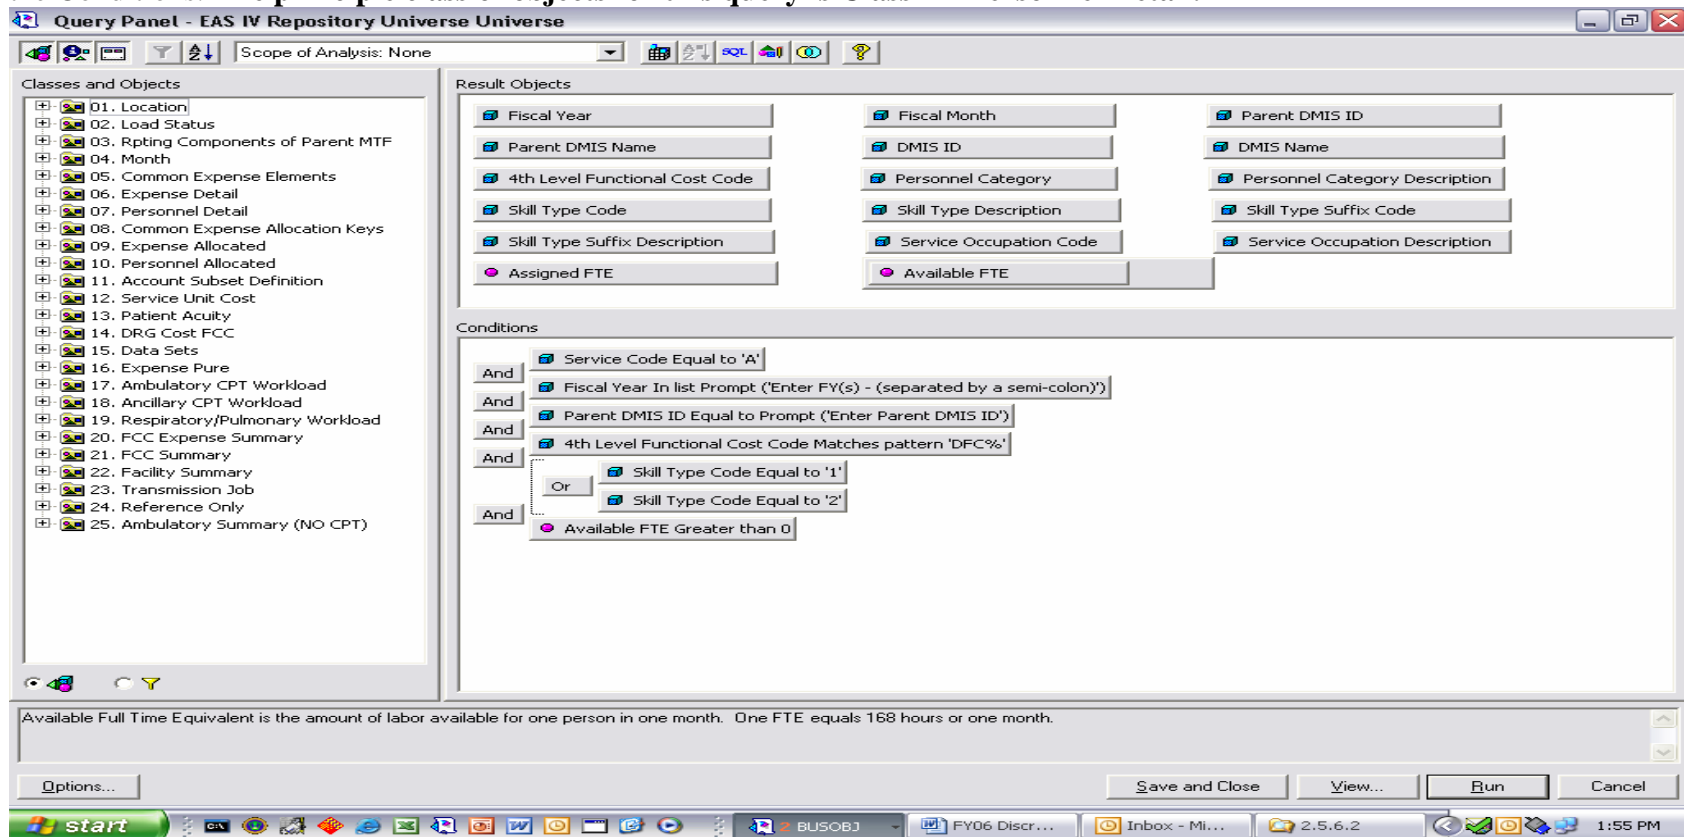 Query Panel - EAS IV Repository Universe Universe
Scope of Analysis: None
SQL
Classes and Objects
01. Location
02. Load Status
03. Rpting Components of Parent MTF
04. Month
05. Common Expense Elements
06. Expense Detail
07. Personnel Detail
08. Common Expense Allocation Keys
09. Expense Allocated
10. Personnel Allocated
11. Account Subset Definition
12. Service Unit Cost
13. Patient Acuity
14. DRG Cost FCC
15. Data Sets
16. Expense Pure
17. Ambulatory CPT Workload
18. Ancillary CPT Workload
19. Respiratory/Pulmonary Workload
20. FCC Expense Summary
21. FCC Summary
22. Facility Summary
23. Transmission Job
24. Reference Only
25. Ambulatory Summary (NO CPT)
Result Objects
Fiscal Year Fiscal Month Parent DMIS ID
Parent DMIS Name DMIS ID DMIS Name
4th Level Functional Cost Code Personnel Category Personnel Category Description
Skill Type Code Skill Type Description Skill Type Suffix Code
Skill Type Suffix Description Service Occupation Code Service Occupation Description
Assigned FTE Available FTE
Conditions
Service Code Equal to 'A'
And
Fiscal Year In list Prompt ('Enter FY(s) - (separated by a semi-colon)')
And
Parent DMIS ID Equal to Prompt ('Enter Parent DMIS ID')
And
4th Level Functional Cost Code Matches pattern 'DFC%'
And
Skill Type Code Equal to '1'
Or
Skill Type Code Equal to '2'
And
Available FTE Greater than 0
Available Full Time Equivalent is the amount of labor available for one person in one month. One FTE equals 168 hours or one month.
Options... Save and Close View... Run Cancel
start 2 BUSOBJ FY06 Discr... Inbox - Mi... 2.5.6.2 1:55 PM